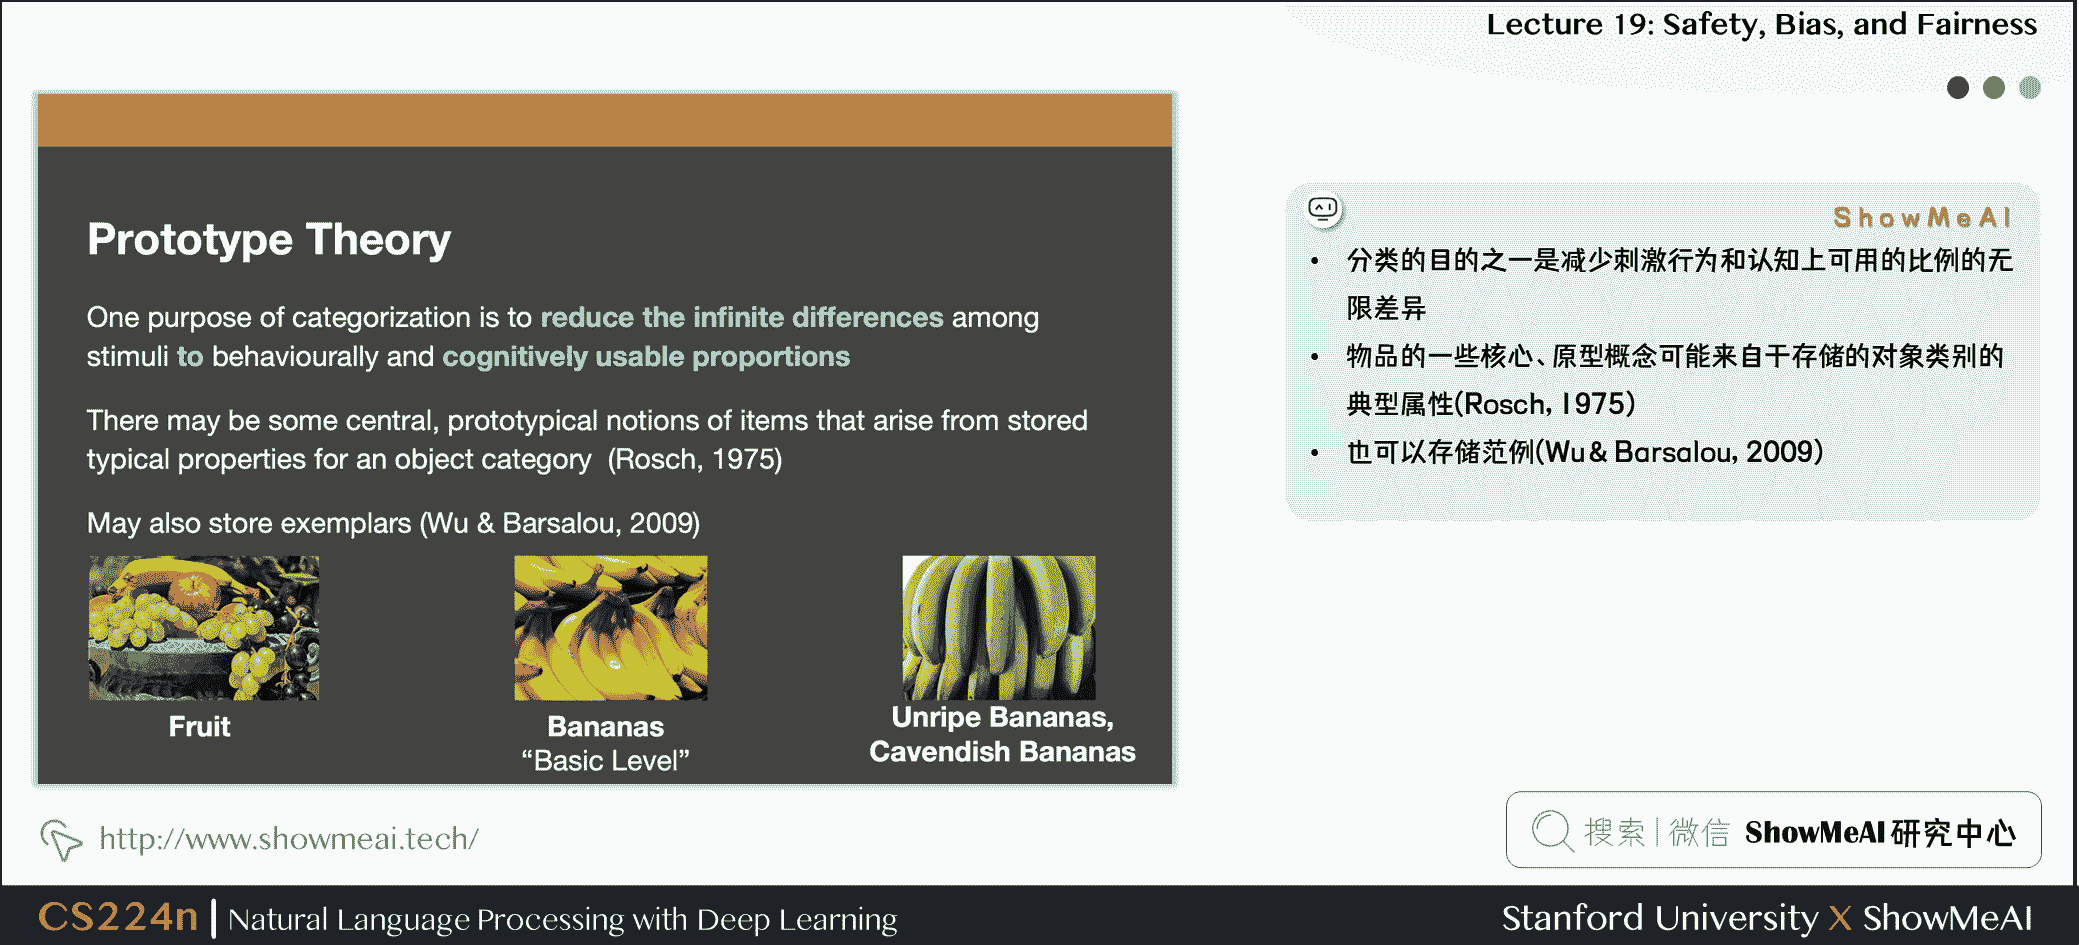 Lecture 19: Safety, Bias, and Fairness
Prototype Theory
One purpose of categorization is to reduce the infinite differences among
stimuli to behaviourally and cognitively usable proportions
There may be some central, prototypical notions of items that arise from stored
typical properties for an object category (Rosch, 1975)
May also store exemplars (Wu & Barsalou, 2009)
Fruit
Bananas
“Basic Level”
Unripe Bananas,
Cavendish Bananas
ShowMeAI
• 分类的目的之一是减少刺激行为和认知上可用的比例的无
限差异
• 物品的一些核心、原型概念可能来自于存储的对象类别的
典型属性(Rosch, 1975)
• 也可以存储范例(Wu & Barsalou, 2009)
http://www.showmeai.tech/
搜索 | 微信 ShowMeAI 研究中心
CS224n | Natural Language Processing with Deep Learning
Stanford University X ShowMeAI